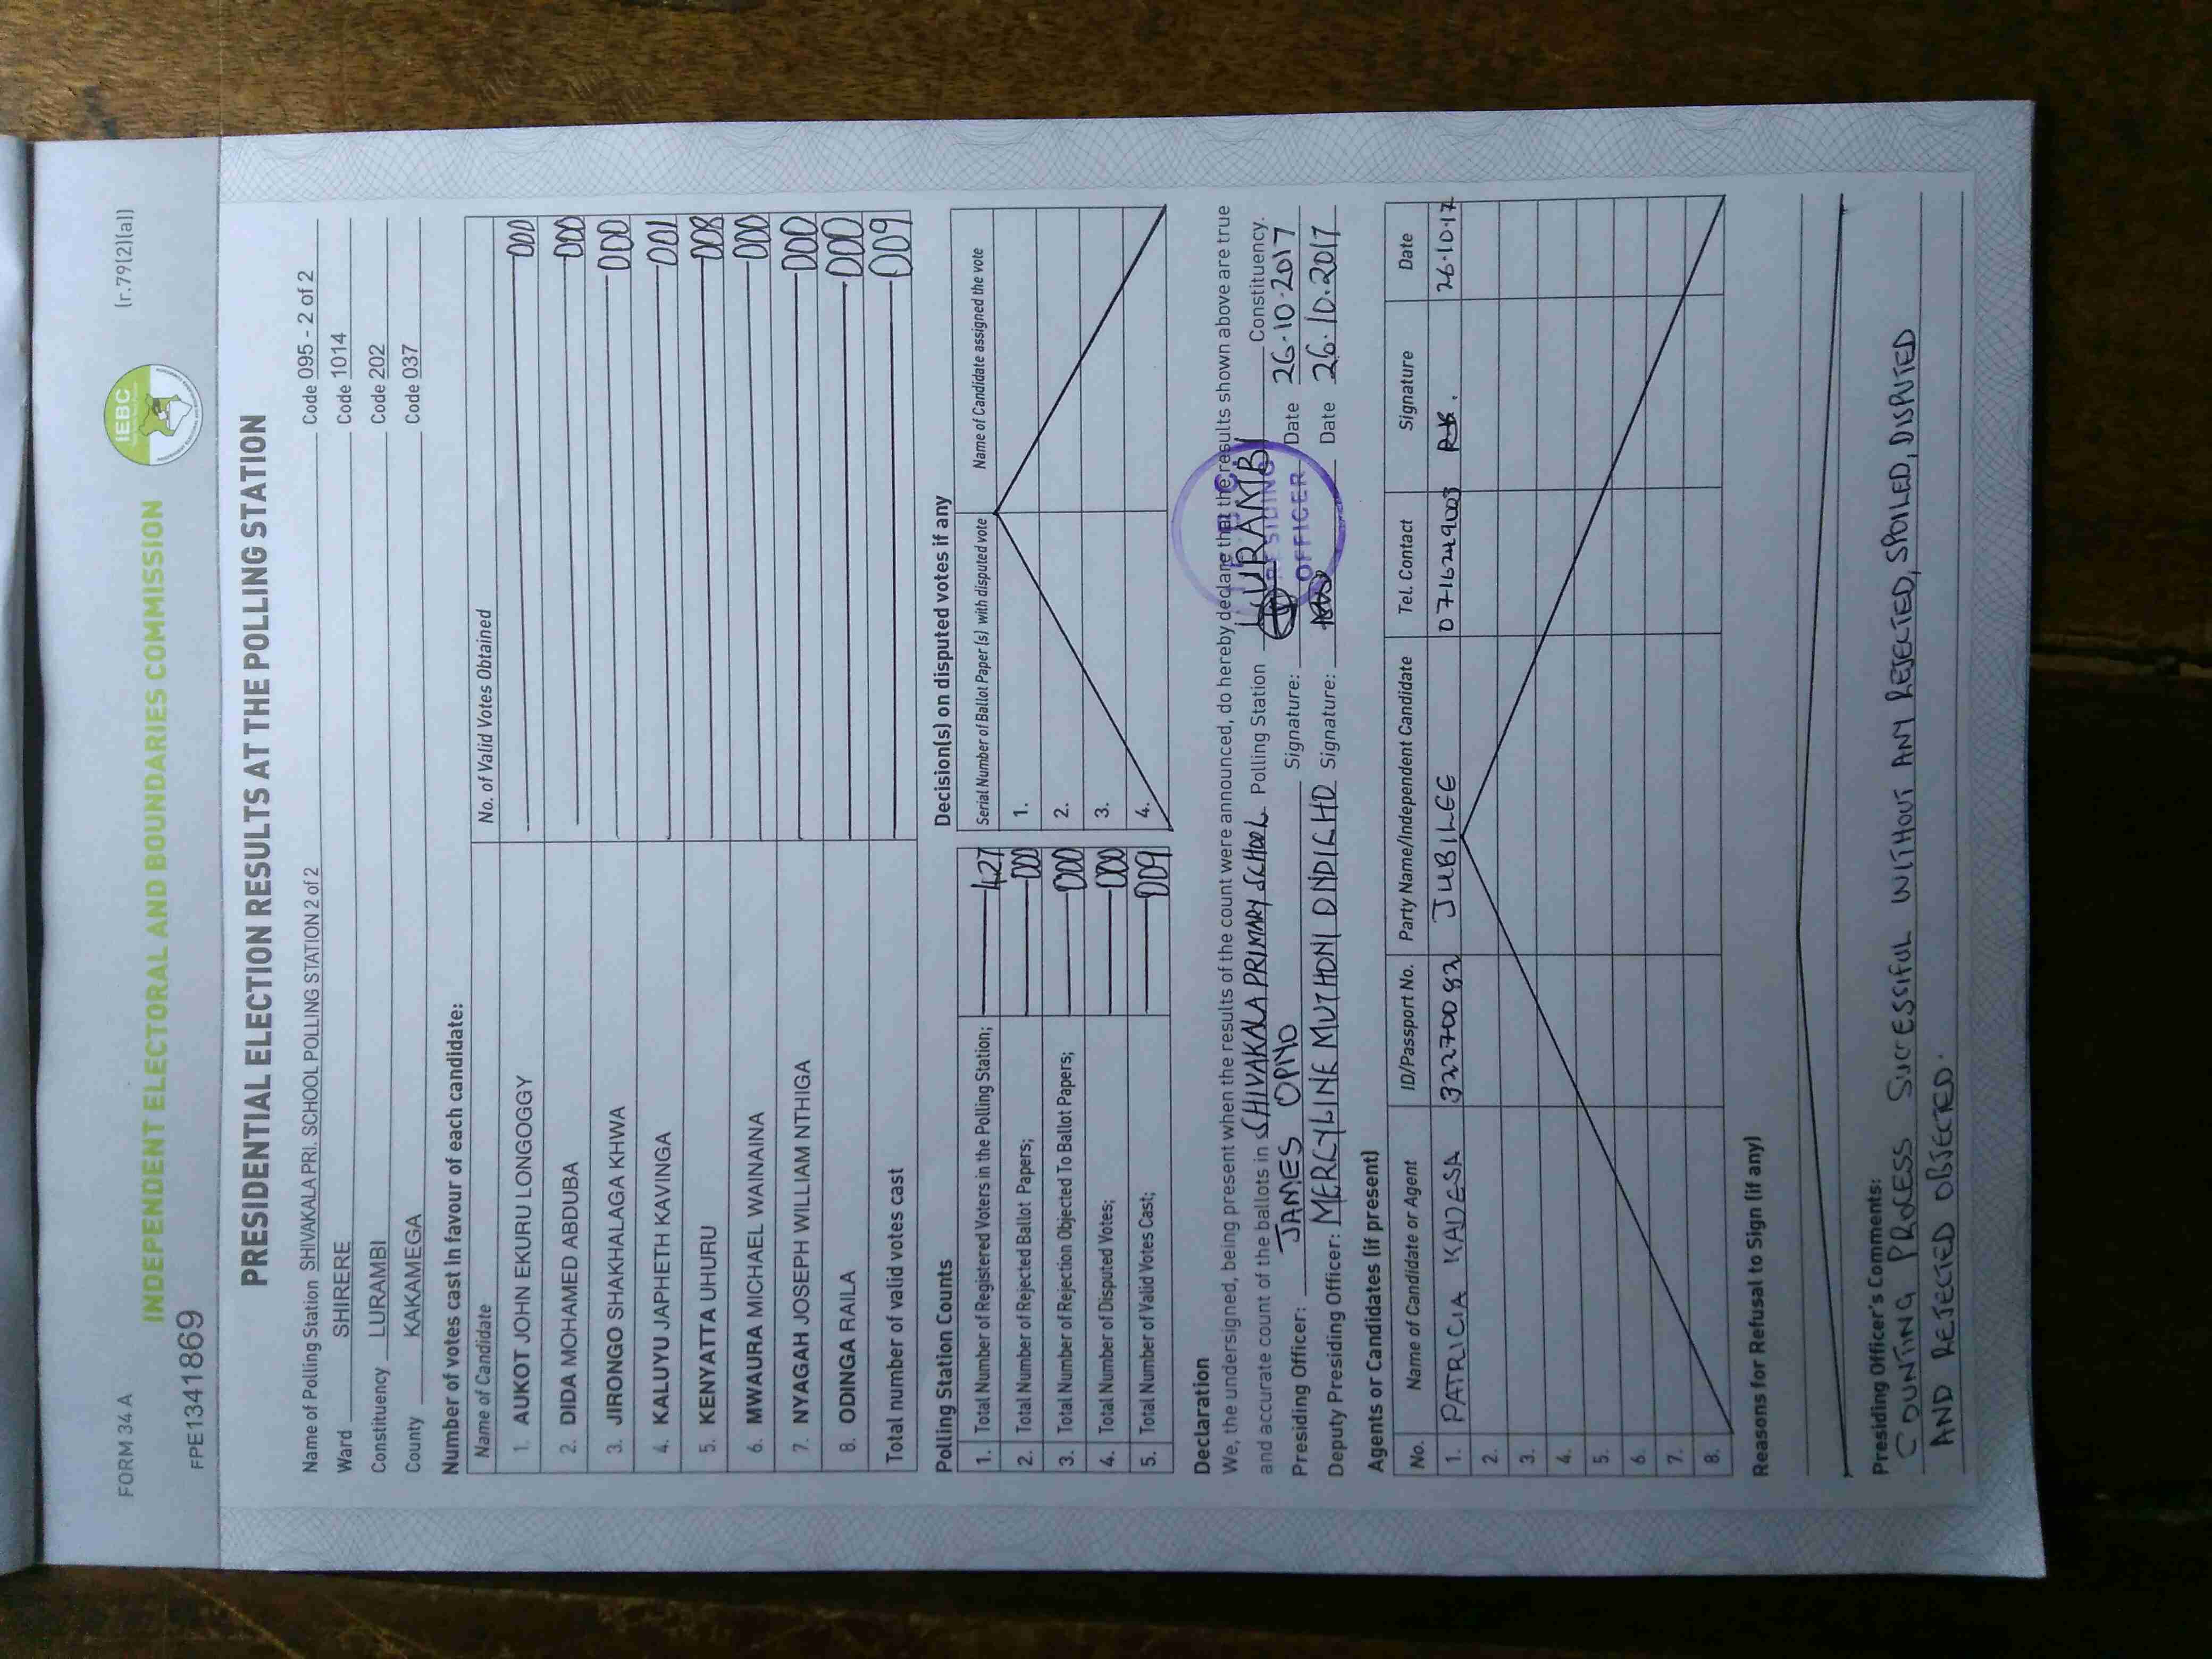 FORM 34 A
(r.79(2)(a))
IEBC
INDEPENDENT ELECTORAL AND BOUNDARIES COMMISSION
FPE1341869
PRESIDENTIAL ELECTION RESULTS AT THE POLLING STATION
Name of Polling Station SHIVAKALA PRI. SCHOOL POLLING STATION 2 of 2 Code 095 - 2 of 2
Ward SHIRERE Code 1014
Constituency LURAMBI Code 202
County KAKAMEGA Code 037
Number of votes cast in favour of each candidate:
Name of Candidate No. of Valid Votes Obtained
1. AUKOT JOHN EKURU LONGOGGY 000
2. DIDA MOHAMED ABDUBA 000
3. JIRONGO SHAKHALAGA KHWA 000
4. KALUYU JAPHETH KAVINGA 001
5. KENYATTA UHURU 008
6. MWAURA MICHAEL WAINAINA 000
7. NYAGAH JOSEPH WILLIAM NTHIGA 000
8. ODINGA RAILA 000
Total number of valid votes cast 009
Polling Station Counts
1. Total Number of Registered Voters in the Polling Station; 427
2. Total Number of Rejected Ballot Papers; 000
3. Total Number of Rejection Objected To Ballot Papers; 000
4. Total Number of Disputed Votes; 000
5. Total Number of Valid Votes Cast; 009
Decision(s) on disputed votes if any
Serial Number of Ballot Paper (s) with disputed vote Name of Candidate assigned the vote
1.
2.
3.
4.
Declaration
We, the undersigned, being present when the results of the count were announced, do hereby declare that the results shown above are true
and accurate count of the ballots in SHIVAKALA PRIMARY SCHOOL Polling Station LURAMBI Constituency.
Presiding Officer: JAMES OPIYO Signature: Date 26-10-2017
Deputy Presiding Officer: MERCYLINE MUTHONI ONDIGHO Signature: Date 26.10.2017
PRESIDING
OFFICER
Agents or Candidates (if present)
No. Name of Candidate or Agent ID/Passport No. Party Name/Independent Candidate Tel. Contact Signature Date
1. PATRICIA KADESA 32270092 JUBILEE 0716249003 26.10.17
2.
3.
4.
5.
6.
7.
8.
Reasons for Refusal to Sign (if any)
Presiding Officer's Comments:
COUNTING PROCESS SUCCESSFUL WITHOUT ANY REJECTED, SPOILED, DISPUTED
AND REJECTED OBJECTED.